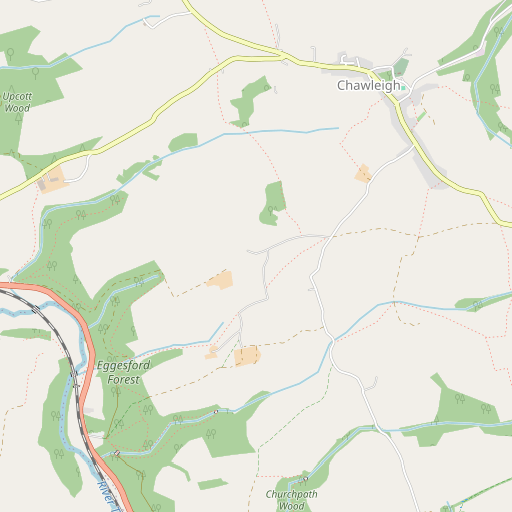 Chawleigh
Upcott
Wood
Eggesford
Forest
River
Churchpath
Wood